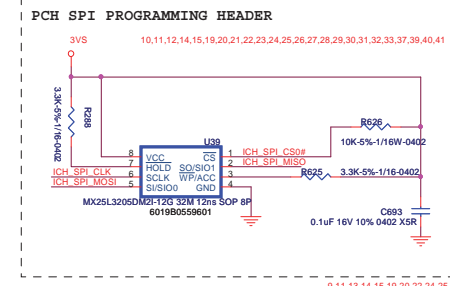 PCH SPI PROGRAMMING HEADER
3VS
10,11,12,14,15,19,20,21,22,23,24,25,26,27,28,29,30,31,32,33,37,39,40,41
3.3K-5%-1/16-0402
R288
R626
10K-5%-1/16W-0402
U39
8 VCC CS 1 ICH_SPI_CS0#
7 HOLD SO/SIO1 2 ICH_SPI_MISO
ICH_SPI_CLK 6 SCLK WP/ACC 3 R625 3.3K-5%-1/16-0402
ICH_SPI_MOSI 5 SI/SIO0 GND 4
MX25L3205DM2I-12G 32M 12ns SOP 8P
6019B0559601
C693
0.1uF 16V 10% 0402 X5R